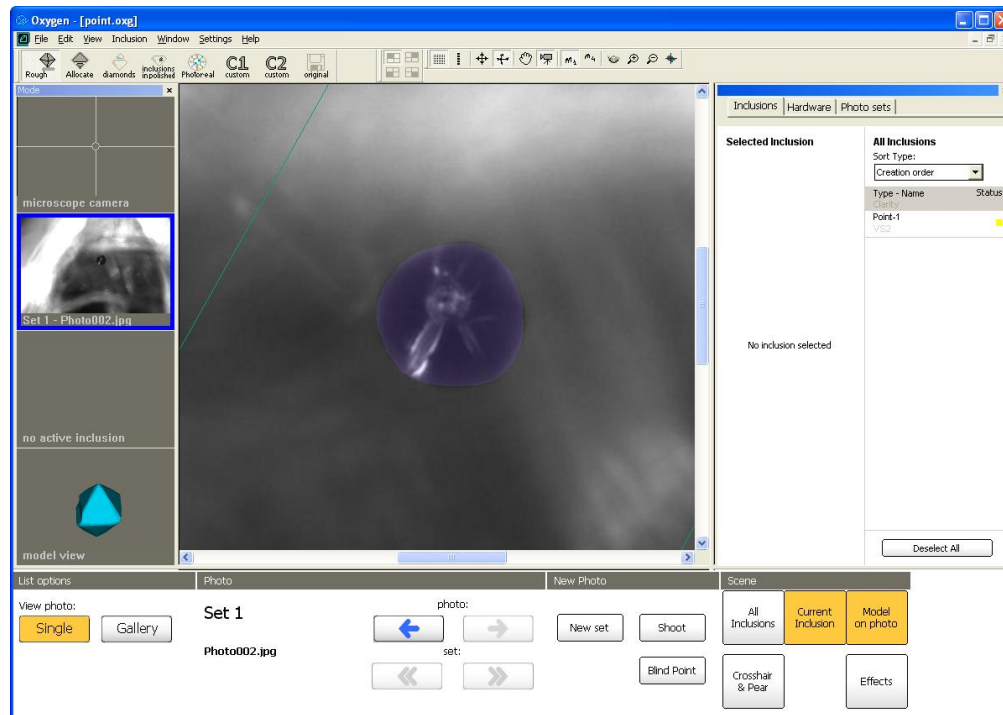 Oxygen - [point.oxg]
File Edit View Inclusion Window Settings Help
Rough
Allocate
diamonds
inclusions
in polished
Photoreal
C1
custom
C2
custom
original
Mode
microscope camera
Set 1 - Photo002.jpg
no active inclusion
model view
Inclusions
Hardware
Photo sets
Selected Inclusion
No inclusion selected
All Inclusions
Sort Type:
Creation order
Type - Name Status
Clarity
Point-1
VS2
Deselect All
List options
View photo:
Single
Gallery
Photo
Set 1
Photo002.jpg
photo:
set:
New Photo
New set
Shoot
Blind Point
Scene
All
Inclusions
Current
Inclusion
Model
on photo
Crosshair
& Pear
Effects